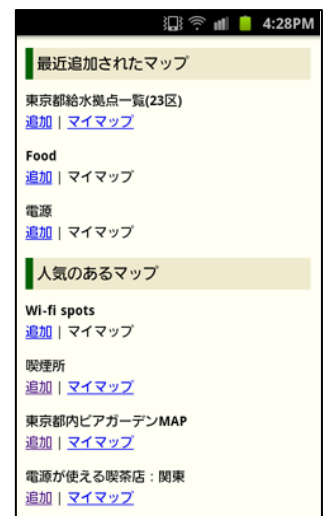 4:28PM
最近追加されたマップ
東京都給水拠点一覧(23区)
追加 | マイマップ
Food
追加 | マイマップ
電源
追加 | マイマップ
人気のあるマップ
Wi-fi spots
追加 | マイマップ
喫煙所
追加 | マイマップ
東京都内ビアガーデンMAP
追加 | マイマップ
電源が使える喫茶店：関東
追加 | マイマップ